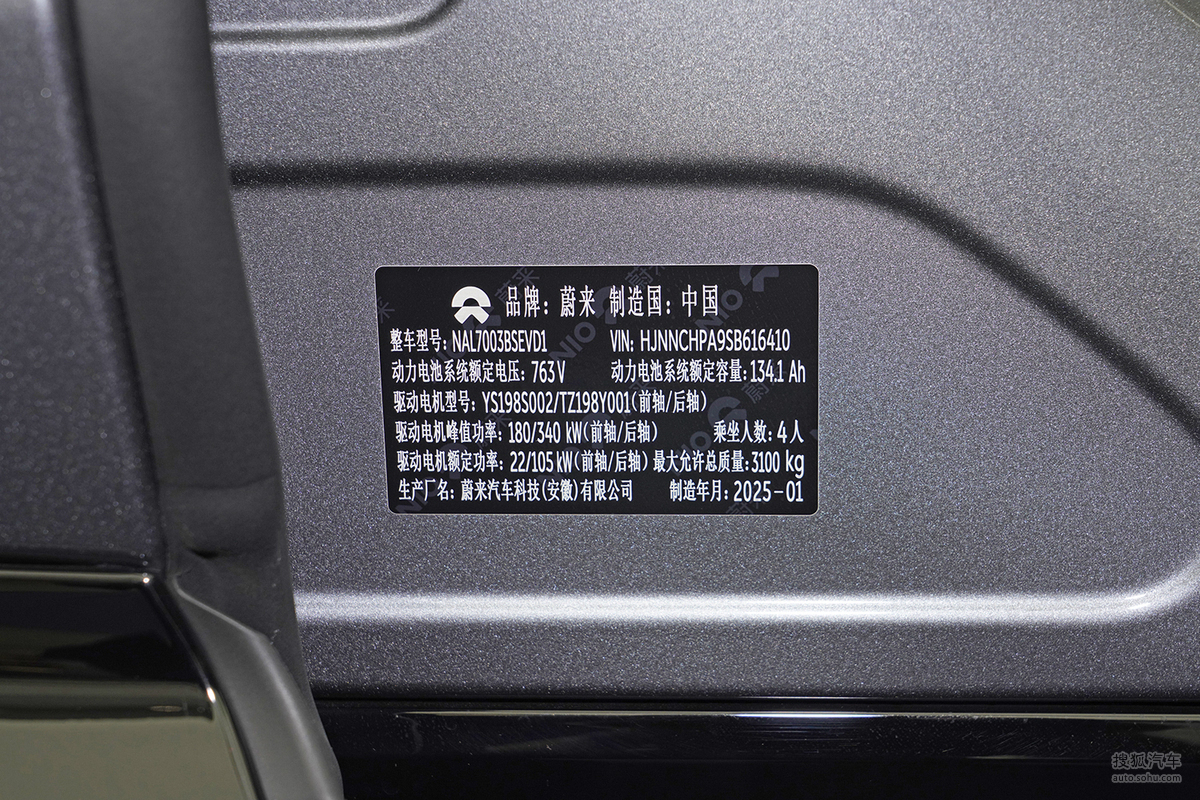 品牌：蔚来 制造国：中国
整车型号：NAL7003BSEVD1 VIN：HJNNCHPA9SB616410
动力电池系统额定电压：763V 动力电池系统额定容量：134.1 Ah
驱动电机型号：YS198S002/TZ198Y001(前轴/后轴)
驱动电机峰值功率：180/340 kW(前轴/后轴) 乘坐人数：4人
驱动电机额定功率：22/105 kW(前轴/后轴) 最大允许总质量：3100 kg
生产厂名：蔚来汽车科技(安徽)有限公司 制造年月：2025-01
搜狐汽车
auto.sohu.com